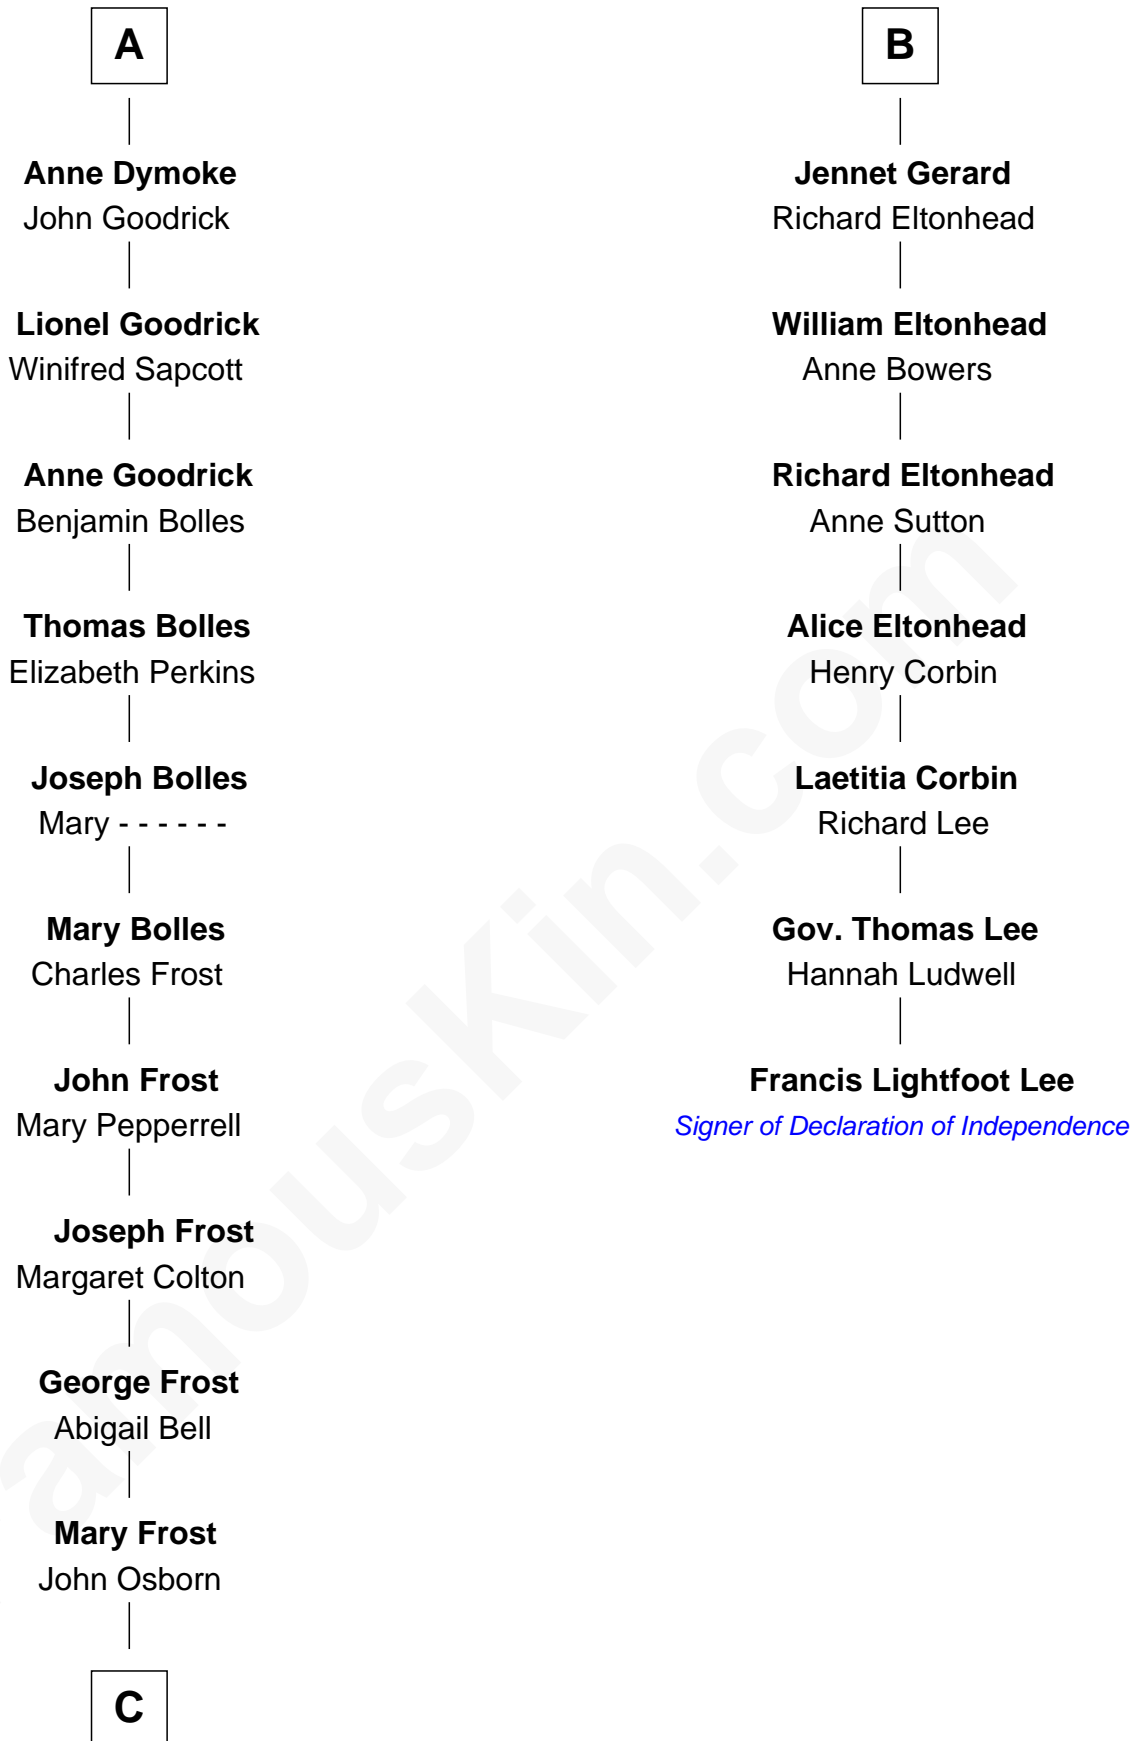 A
Anne Dymoke
John Goodrick
Lionel Goodrick
Winifred Sapcott
Anne Goodrick
Benjamin Bolles
Thomas Bolles
Elizabeth Perkins
Joseph Bolles
Mary - - - - - -
Mary Bolles
Charles Frost
John Frost
Mary Pepperrell
Joseph Frost
Margaret Colton
George Frost
Abigail Bell
Mary Frost
John Osborn
C
B
Jennet Gerard
Richard Eltonhead
William Eltonhead
Anne Bowers
Richard Eltonhead
Anne Sutton
Alice Eltonhead
Henry Corbin
Laetitia Corbin
Richard Lee
Gov. Thomas Lee
Hannah Ludwell
Francis Lightfoot Lee
Signer of Declaration of Independence
amousKin.com